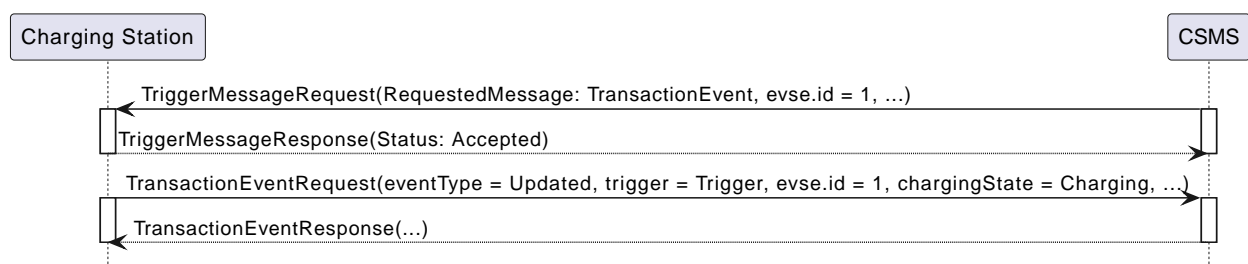 Charging Station
CSMS
TriggerMessageRequest(RequestedMessage: TransactionEvent, evse.id = 1, ...)
TriggerMessageResponse(Status: Accepted)
TransactionEventRequest(eventType = Updated, trigger = Trigger, evse.id = 1, chargingState = Charging, ...)
TransactionEventResponse(...)